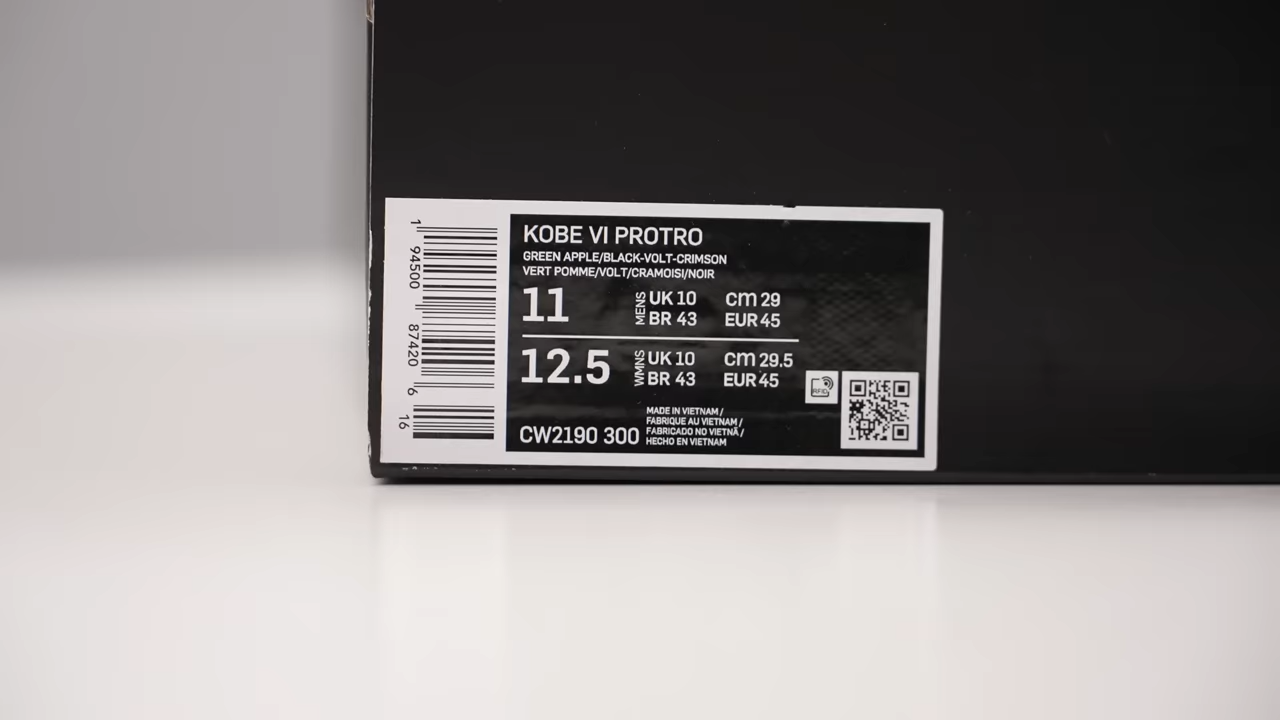 1 94500 87420 6 16
KOBE VI PROTRO
GREEN APPLE/BLACK-VOLT-CRIMSON
VERT POMME/VOLT/CRAMOISI/NOIR
11 MENS UK 10 cm 29
BR 43 EUR 45
12.5 WMNS UK 10 cm 29.5
BR 43 EUR 45
RFID
CW2190 300
MADE IN VIETNAM /
FABRIQUE AU VIETNAM /
FABRICADO NO VIETNÃ /
HECHO EN VIETNAM